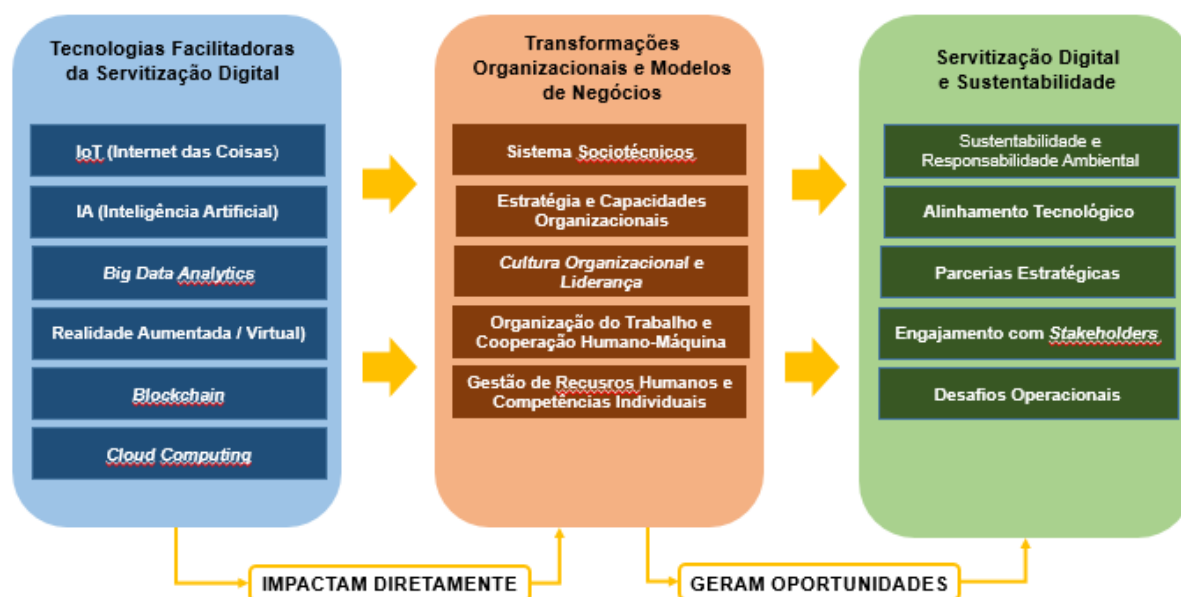 Tecnologias Facilitadoras
da Servitização Digital
IoT (Internet das Coisas)
IA (Inteligência Artificial)
Big Data Analytics
Realidade Aumentada / Virtual)
Blockchain
Cloud Computing
Transformações
Organizacionais e Modelos
de Negócios
Sistema Sociotécnicos
Estratégia e Capacidades
Organizacionais
Cultura Organizacional e
Liderança
Organização do Trabalho e
Cooperação Humano-Máquina
Gestão de Recusros Humanos e
Competências Individuais
Servitização Digital
e Sustentabilidade
Sustentabilidade e
Responsabilidade Ambiental
Alinhamento Tecnológico
Parcerias Estratégicas
Engajamento com Stakeholders
Desafios Operacionais
IMPACTAM DIRETAMENTE
GERAM OPORTUNIDADES